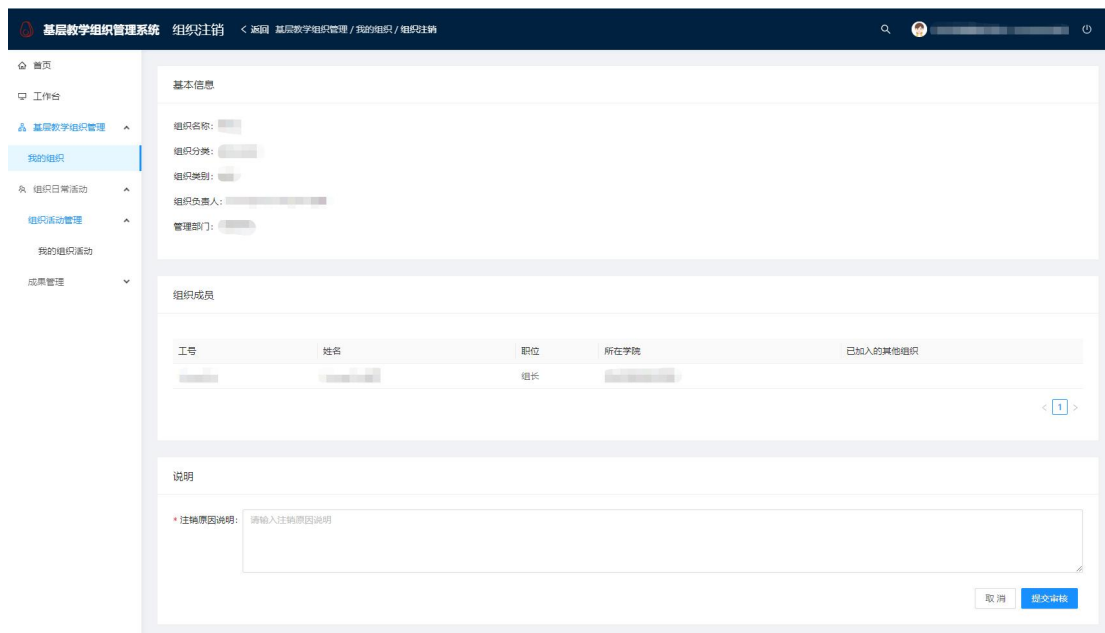 基层教学组织管理系统 组织注销 < 返回 基层教学组织管理 / 我的组织 / 组织注销
首页
工作台
基层教学组织管理
我的组织
组织日常活动
组织活动管理
我的组织活动
成果管理
基本信息
组织名称:
组织分类:
组织类别:
组织负责人:
管理部门:
组织成员
工号 姓名 职位 所在学院 已加入的其他组织
组长
< 1 >
说明
* 注销原因说明: 请输入注销原因说明
取 消 提交审核